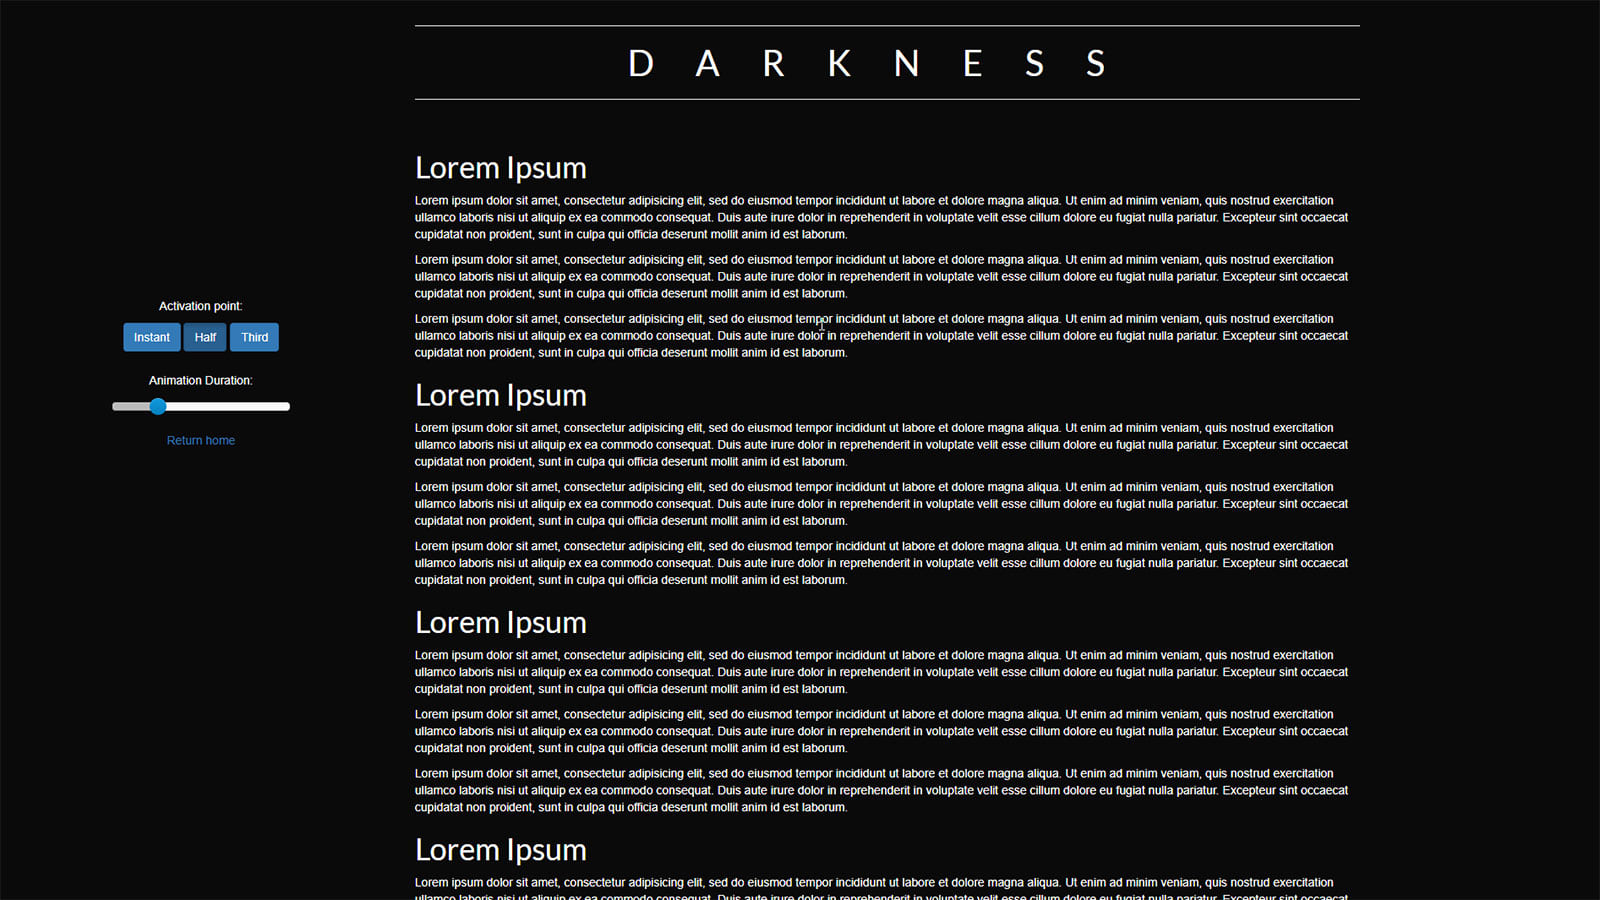 D A R K N E S S
Activation point:
Instant Half Third
Animation Duration:
Return home
Lorem Ipsum
Lorem ipsum dolor sit amet, consectetur adipisicing elit, sed do eiusmod tempor incididunt ut labore et dolore magna aliqua. Ut enim ad minim veniam, quis nostrud exercitation
ullamco laboris nisi ut aliquip ex ea commodo consequat. Duis aute irure dolor in reprehenderit in voluptate velit esse cillum dolore eu fugiat nulla pariatur. Excepteur sint occaecat
cupidatat non proident, sunt in culpa qui officia deserunt mollit anim id est laborum.
Lorem ipsum dolor sit amet, consectetur adipisicing elit, sed do eiusmod tempor incididunt ut labore et dolore magna aliqua. Ut enim ad minim veniam, quis nostrud exercitation
ullamco laboris nisi ut aliquip ex ea commodo consequat. Duis aute irure dolor in reprehenderit in voluptate velit esse cillum dolore eu fugiat nulla pariatur. Excepteur sint occaecat
cupidatat non proident, sunt in culpa qui officia deserunt mollit anim id est laborum.
Lorem ipsum dolor sit amet, consectetur adipisicing elit, sed do eiusmod tempor incididunt ut labore et dolore magna aliqua. Ut enim ad minim veniam, quis nostrud exercitation
ullamco laboris nisi ut aliquip ex ea commodo consequat. Duis aute irure dolor in reprehenderit in voluptate velit esse cillum dolore eu fugiat nulla pariatur. Excepteur sint occaecat
cupidatat non proident, sunt in culpa qui officia deserunt mollit anim id est laborum.
Lorem Ipsum
Lorem ipsum dolor sit amet, consectetur adipisicing elit, sed do eiusmod tempor incididunt ut labore et dolore magna aliqua. Ut enim ad minim veniam, quis nostrud exercitation
ullamco laboris nisi ut aliquip ex ea commodo consequat. Duis aute irure dolor in reprehenderit in voluptate velit esse cillum dolore eu fugiat nulla pariatur. Excepteur sint occaecat
cupidatat non proident, sunt in culpa qui officia deserunt mollit anim id est laborum.
Lorem ipsum dolor sit amet, consectetur adipisicing elit, sed do eiusmod tempor incididunt ut labore et dolore magna aliqua. Ut enim ad minim veniam, quis nostrud exercitation
ullamco laboris nisi ut aliquip ex ea commodo consequat. Duis aute irure dolor in reprehenderit in voluptate velit esse cillum dolore eu fugiat nulla pariatur. Excepteur sint occaecat
cupidatat non proident, sunt in culpa qui officia deserunt mollit anim id est laborum.
Lorem ipsum dolor sit amet, consectetur adipisicing elit, sed do eiusmod tempor incididunt ut labore et dolore magna aliqua. Ut enim ad minim veniam, quis nostrud exercitation
ullamco laboris nisi ut aliquip ex ea commodo consequat. Duis aute irure dolor in reprehenderit in voluptate velit esse cillum dolore eu fugiat nulla pariatur. Excepteur sint occaecat
cupidatat non proident, sunt in culpa qui officia deserunt mollit anim id est laborum.
Lorem Ipsum
Lorem ipsum dolor sit amet, consectetur adipisicing elit, sed do eiusmod tempor incididunt ut labore et dolore magna aliqua. Ut enim ad minim veniam, quis nostrud exercitation
ullamco laboris nisi ut aliquip ex ea commodo consequat. Duis aute irure dolor in reprehenderit in voluptate velit esse cillum dolore eu fugiat nulla pariatur. Excepteur sint occaecat
cupidatat non proident, sunt in culpa qui officia deserunt mollit anim id est laborum.
Lorem ipsum dolor sit amet, consectetur adipisicing elit, sed do eiusmod tempor incididunt ut labore et dolore magna aliqua. Ut enim ad minim veniam, quis nostrud exercitation
ullamco laboris nisi ut aliquip ex ea commodo consequat. Duis aute irure dolor in reprehenderit in voluptate velit esse cillum dolore eu fugiat nulla pariatur. Excepteur sint occaecat
cupidatat non proident, sunt in culpa qui officia deserunt mollit anim id est laborum.
Lorem ipsum dolor sit amet, consectetur adipisicing elit, sed do eiusmod tempor incididunt ut labore et dolore magna aliqua. Ut enim ad minim veniam, quis nostrud exercitation
ullamco laboris nisi ut aliquip ex ea commodo consequat. Duis aute irure dolor in reprehenderit in voluptate velit esse cillum dolore eu fugiat nulla pariatur. Excepteur sint occaecat
cupidatat non proident, sunt in culpa qui officia deserunt mollit anim id est laborum.
Lorem Ipsum
Lorem ipsum dolor sit amet, consectetur adipisicing elit, sed do eiusmod tempor incididunt ut labore et dolore magna aliqua. Ut enim ad minim veniam, quis nostrud exercitation